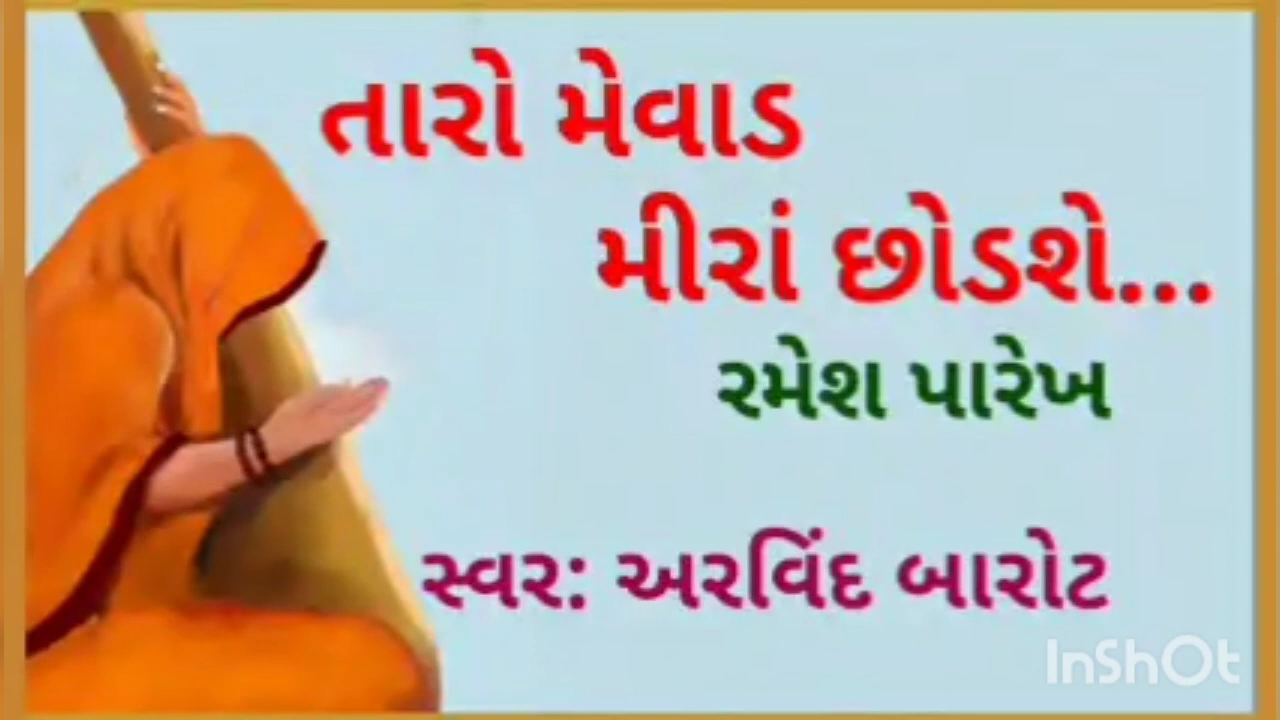 તારો મેવાડ
મીરાં છોડશે...
રમેશ પારેખ
સ્વર: અરવિંદ બારોટ
InShOt